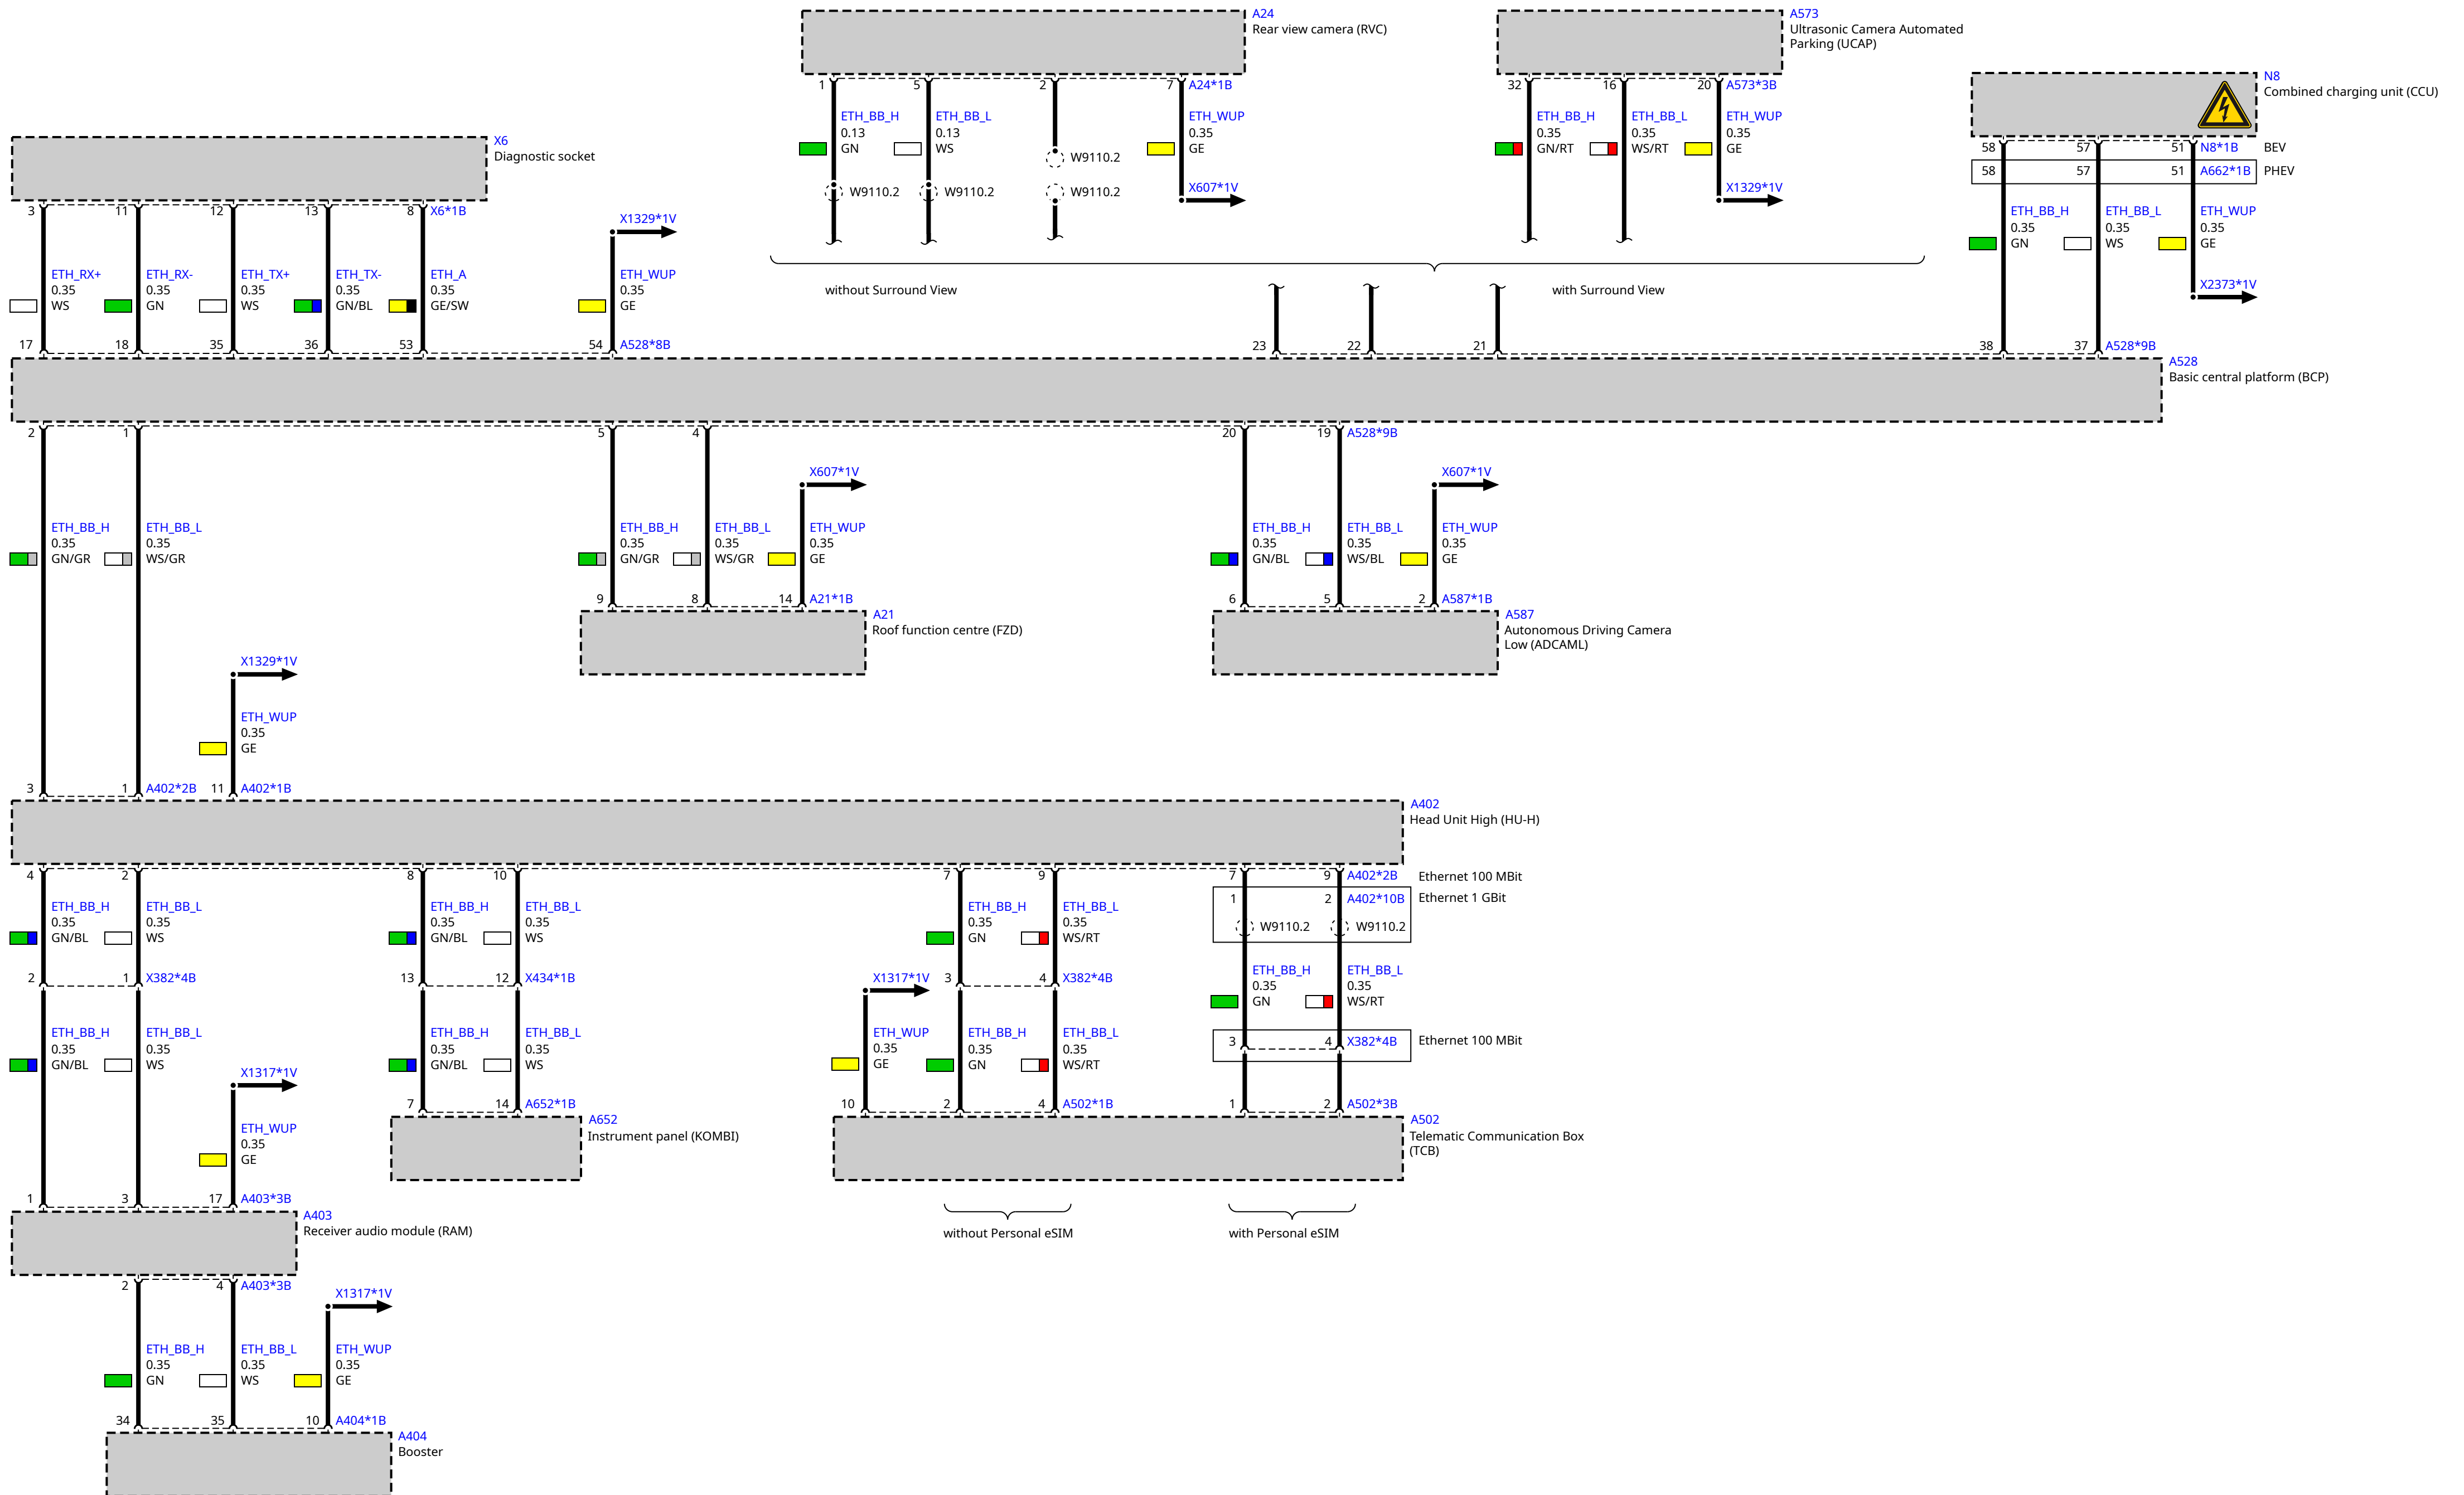 A24
Rear view camera (RVC)
A573
Ultrasonic Camera Automated
Parking (UCAP)
N8
Combined charging unit (CCU)
1 5 2 7 A24*1B
32 16 20 A573*3B
ETH_BB_H ETH_BB_L ETH_WUP
0.13 0.13 0.35
GN WS GE
W9110.2
W9110.2 W9110.2 W9110.2
X607*1V
ETH_BB_H ETH_BB_L ETH_WUP
0.35 0.35 0.35
GN/RT WS/RT GE
X1329*1V
58 57 51 N8*1B BEV
58 57 51 A662*1B PHEV
ETH_BB_H ETH_BB_L ETH_WUP
0.35 0.35 0.35
GN WS GE
X2373*1V
X6
Diagnostic socket
3 11 12 13 8 X6*1B
X1329*1V
ETH_RX+ ETH_RX- ETH_TX+ ETH_TX- ETH_A ETH_WUP
0.35 0.35 0.35 0.35 0.35 0.35
WS GN WS GN/BL GE/SW GE
without Surround View
with Surround View
17 18 35 36 53 54 A528*8B
23 22 21 38 37 A528*9B
A528
Basic central platform (BCP)
2 1 5 4 20 19 A528*9B
X607*1V X607*1V
ETH_BB_H ETH_BB_L ETH_BB_H ETH_BB_L ETH_WUP ETH_BB_H ETH_BB_L ETH_WUP
0.35 0.35 0.35 0.35 0.35 0.35 0.35 0.35
GN/GR WS/GR GN/GR WS/GR GE GN/BL WS/BL GE
9 8 14 A21*1B
6 5 2 A587*1B
A21
Roof function centre (FZD)
A587
Autonomous Driving Camera
Low (ADCAML)
X1329*1V
ETH_WUP
0.35
GE
3 1 A402*2B 11 A402*1B
A402
Head Unit High (HU-H)
4 2 8 10 7 9 7 9 A402*2B Ethernet 100 MBit
1 2 A402*10B Ethernet 1 GBit
W9110.2 W9110.2
ETH_BB_H ETH_BB_L ETH_BB_H ETH_BB_L ETH_BB_H ETH_BB_L
0.35 0.35 0.35 0.35 0.35 0.35
GN/BL WS GN/BL WS GN WS/RT
ETH_BB_H ETH_BB_L
0.35 0.35
GN WS/RT
2 1 X382*4B 13 12 X434*1B X1317*1V 3 4 X382*4B
3 4 X382*4B Ethernet 100 MBit
ETH_BB_H ETH_BB_L ETH_BB_H ETH_BB_L ETH_WUP ETH_BB_H ETH_BB_L
0.35 0.35 0.35 0.35 0.35 0.35 0.35
GN/BL WS GN/BL WS GE GN WS/RT
X1317*1V
ETH_WUP
0.35
GE
7 14 A652*1B 10 2 4 A502*1B 1 2 A502*3B
A652
Instrument panel (KOMBI)
A502
Telematic Communication Box
(TCB)
1 3 17 A403*3B
A403
Receiver audio module (RAM)
without Personal eSIM
with Personal eSIM
2 4 A403*3B
X1317*1V
ETH_BB_H ETH_BB_L ETH_WUP
0.35 0.35 0.35
GN WS GE
34 35 10 A404*1B
A404
Booster